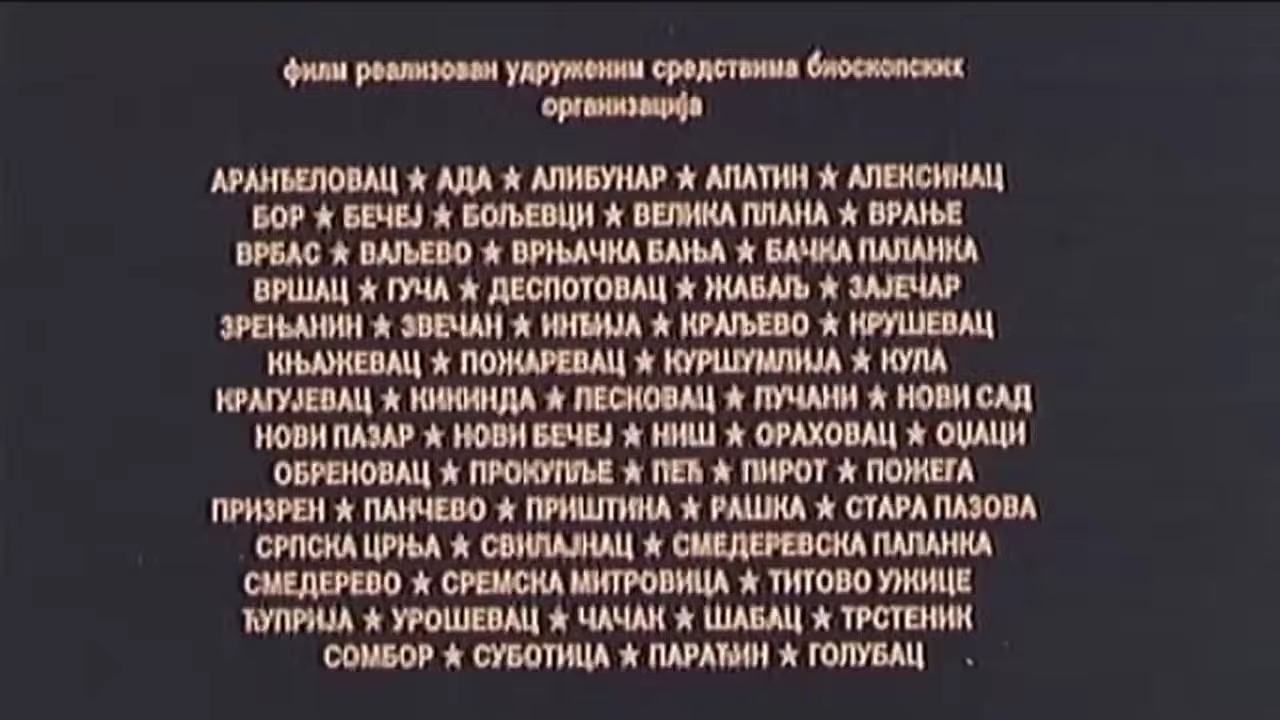 филм реализован удруженим средствима биоскопских
организација
АРАНЂЕЛОВАЦ ★ АДА ★ АЛИБУНАР ★ АПАТИН ★ АЛЕКСИНАЦ
БОР ★ БЕЧЕЈ ★ БОЉЕВЦИ ★ ВЕЛИКА ПЛАНА ★ ВРАЊЕ
ВРБАС ★ ВАЉЕВО ★ ВРЊАЧКА БАЊА ★ БАЧКА ПАЛАНКА
ВРШАЦ ★ ГУЧА ★ ДЕСПОТОВАЦ ★ ЖАБАЉ ★ ЗАЈЕЧАР
ЗРЕЊАНИН ★ ЗВЕЧАН ★ ИНЂИЈА ★ КРАЉЕВО ★ КРУШЕВАЦ
КЊАЖЕВАЦ ★ ПОЖАРЕВАЦ ★ КУРШУМЛИЈА ★ КУЛА
КРАГУЈЕВАЦ ★ КИКИНДА ★ ЛЕСКОВАЦ ★ ЛУЧАНИ ★ НОВИ САД
НОВИ ПАЗАР ★ НОВИ БЕЧЕЈ ★ НИШ ★ ОРАХОВАЦ ★ ОЏАЦИ
ОБРЕНОВАЦ ★ ПРОКУПЉЕ ★ ПЕЋ ★ ПИРОТ ★ ПОЖЕГА
ПРИЗРЕН ★ ПАНЧЕВО ★ ПРИШТИНА ★ РАШКА ★ СТАРА ПАЗОВА
СРПСКА ЦРЊА ★ СВИЛАЈНАЦ ★ СМЕДЕРЕВСКА ПАЛАНКА
СМЕДЕРЕВО ★ СРЕМСКА МИТРОВИЦА ★ ТИТОВО УЖИЦЕ
ЋУПРИЈА ★ УРОШЕВАЦ ★ ЧАЧАК ★ ШАБАЦ ★ ТРСТЕНИК
СОМБОР ★ СУБОТИЦА ★ ПАРАЋИН ★ ГОЛУБАЦ